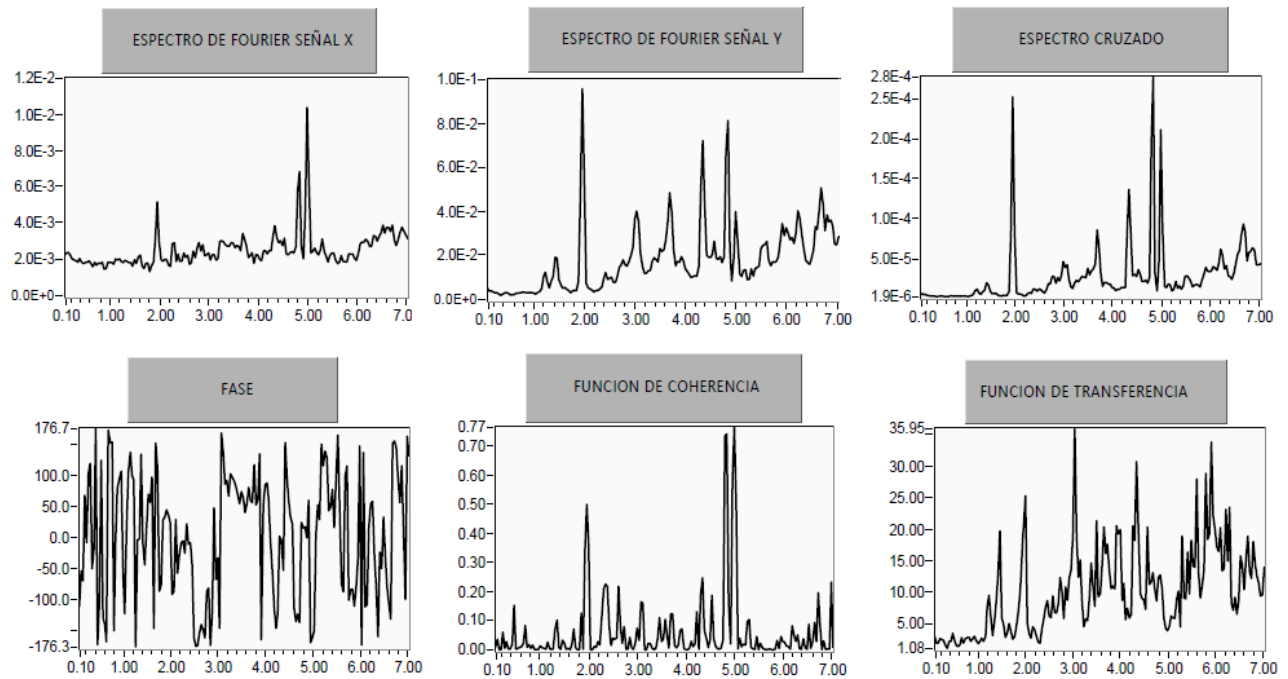 ESPECTRO DE FOURIER SEÑAL X
1.2E-2
1.0E-2
8.0E-3
6.0E-3
4.0E-3
2.0E-3
0.0E+0
0.10 1.00 2.00 3.00 4.00 5.00 6.00 7.00
ESPECTRO DE FOURIER SEÑAL Y
1.0E-1
8.0E-2
6.0E-2
4.0E-2
2.0E-2
0.0E+0
0.10 1.00 2.00 3.00 4.00 5.00 6.00 7.00
ESPECTRO CRUZADO
2.8E-4
2.5E-4
2.0E-4
1.5E-4
1.0E-4
5.0E-5
1.9E-6
0.10 1.00 2.00 3.00 4.00 5.00 6.00 7.00
FASE
176.7
100.0
50.0
0.0
-50.0
-100.0
-176.3
0.10 1.00 2.00 3.00 4.00 5.00 6.00 7.00
FUNCION DE COHERENCIA
0.77
0.70
0.60
0.50
0.40
0.30
0.20
0.10
0.00
0.10 1.00 2.00 3.00 4.00 5.00 6.00 7.00
FUNCION DE TRANSFERENCIA
35.95
30.00
25.00
20.00
15.00
10.00
5.00
1.08
0.10 1.00 2.00 3.00 4.00 5.00 6.00 7.00